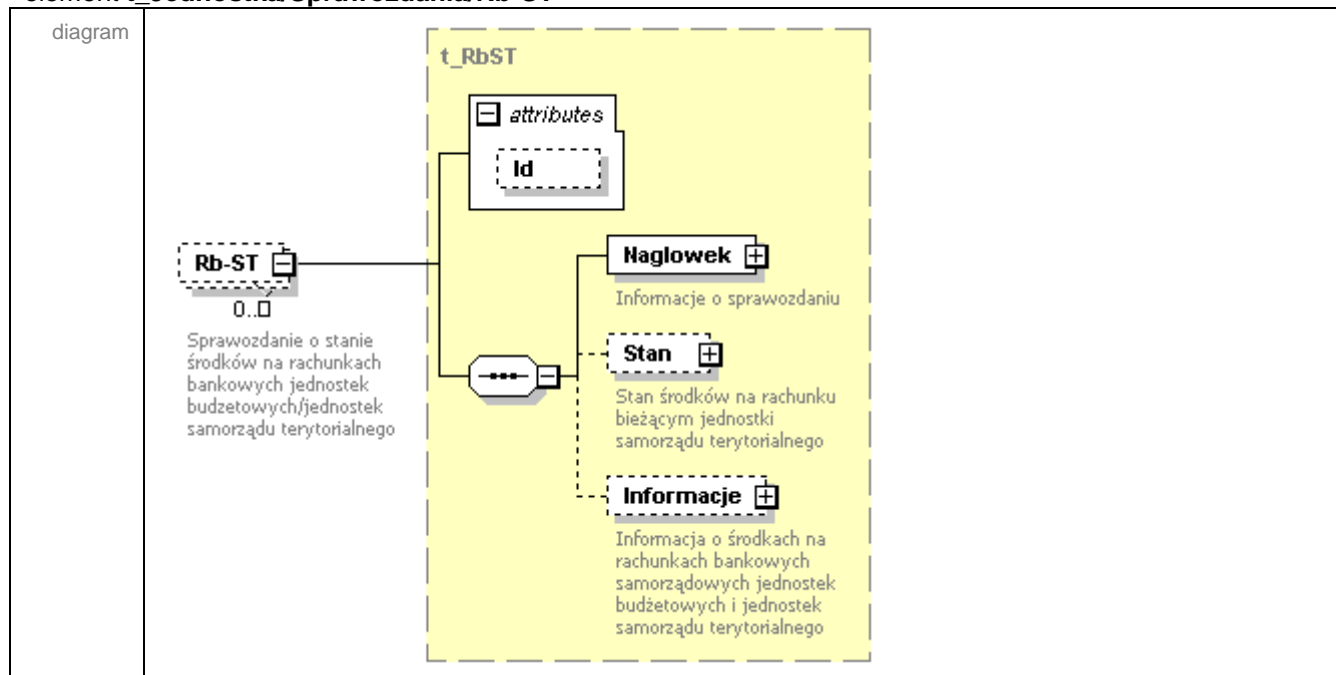 diagram
t_RbST
attributes
Id
Rb-ST
0..
Sprawozdanie o stanie
środków na rachunkach
bankowych jednostek
budzetowych/jednostek
samorządu terytorialnego
Naglowek
Informacje o sprawozdaniu
Stan
Stan środków na rachunku
bieżącym jednostki
samorządu terytorialnego
Informacje
Informacja o środkach na
rachunkach bankowych
samorządowych jednostek
budżetowych i jednostek
samorządu terytorialnego